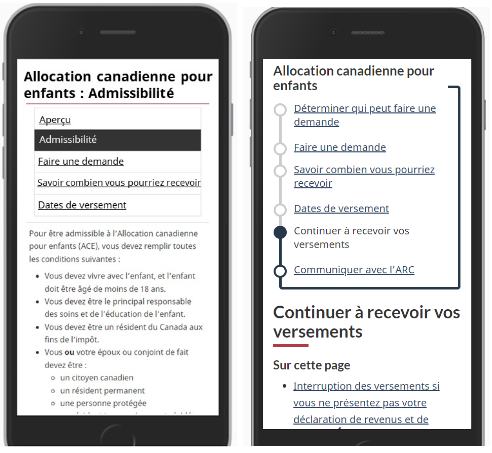 Allocation canadienne pour
enfants : Admissibilité
Aperçu
Admissibilité
Faire une demande
Savoir combien vous pourriez recevoir
Dates de versement
Pour être admissible à l'Allocation canadienne
pour enfants (ACE), vous devez remplir toutes
les conditions suivantes :
• Vous devez vivre avec l'enfant, et l'enfant
doit être âgé de moins de 18 ans.
• Vous devez être le principal responsable
des soins et de l'éducation de l'enfant.
• Vous devez être un résident du Canada aux
fins de l'impôt.
• Vous ou votre époux ou conjoint de fait
devez être :
o un citoyen canadien
o un résident permanent
o une personne protégée
Allocation canadienne pour
enfants
Déterminer qui peut faire une
demande
Faire une demande
Savoir combien vous pourriez
recevoir
Dates de versement
Continuer à recevoir vos
versements
Communiquer avec l'ARC
Continuer à recevoir vos
versements
Sur cette page
• Interruption des versements si
vous ne présentez pas votre
déclaration de revenus et de